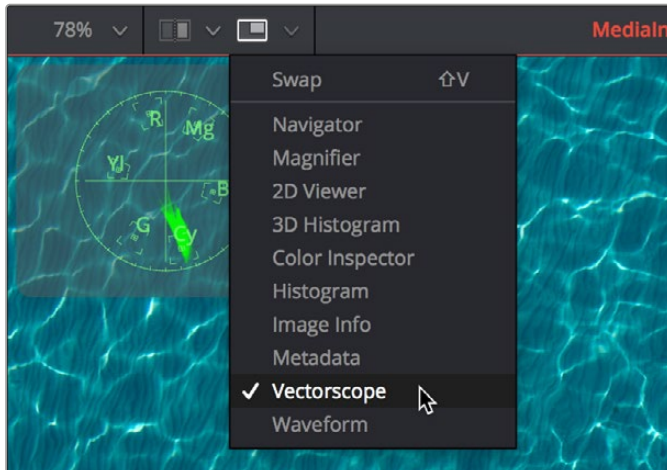 78%
MediaIn
Swap ⇧V
Navigator
Magnifier
2D Viewer
3D Histogram
Color Inspector
Histogram
Image Info
Metadata
✓ Vectorscope
Waveform
R
Mg
Yl
B
G
Cy